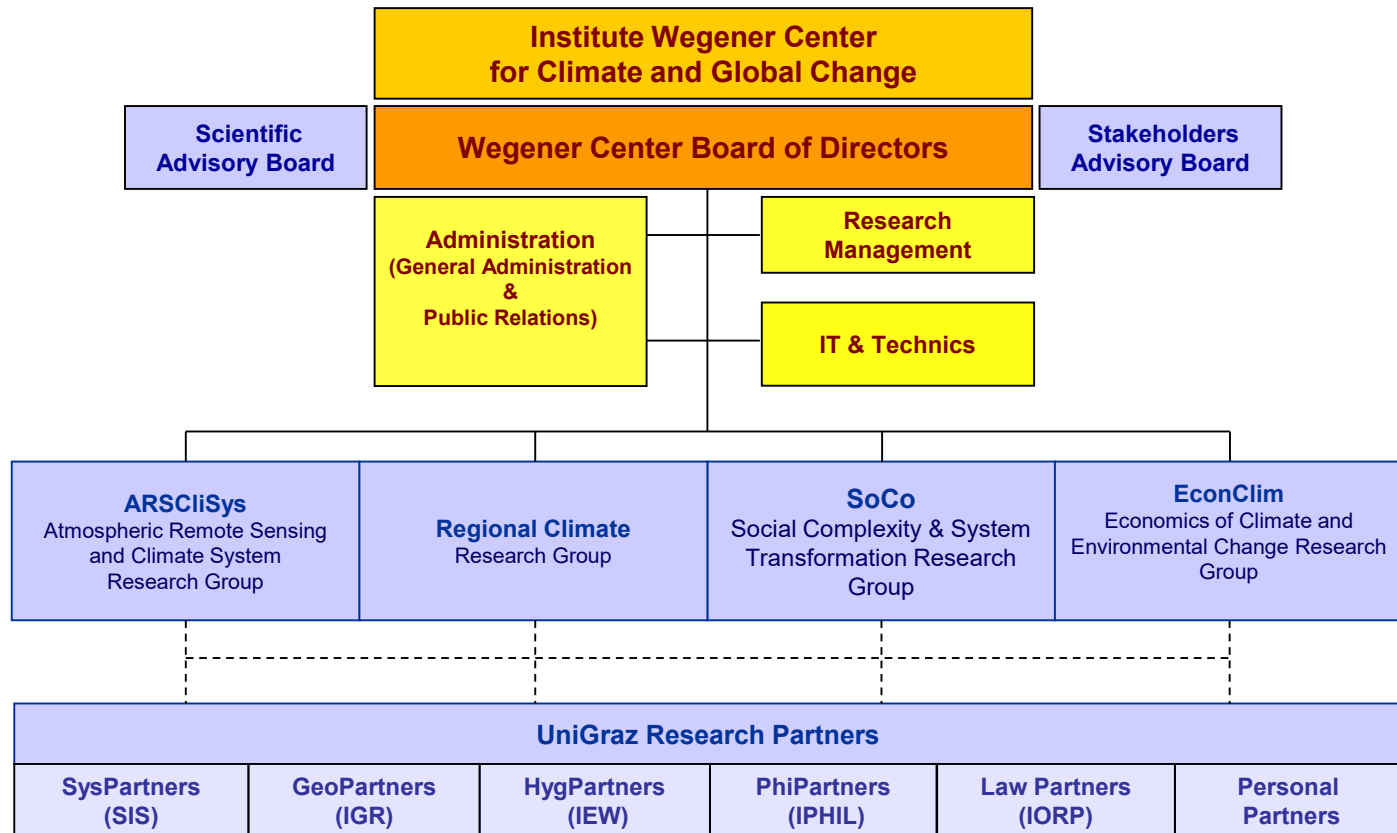 Institute Wegener Center
for Climate and Global Change
Scientific
Advisory Board
Wegener Center Board of Directors
Stakeholders
Advisory Board
Administration
(General Administration
&
Public Relations)
Research
Management
IT & Technics
ARSCliSys
Atmospheric Remote Sensing
and Climate System
Research Group
Regional Climate
Research Group
SoCo
Social Complexity & System
Transformation Research
Group
EconClim
Economics of Climate and
Environmental Change Research
Group
UniGraz Research Partners
SysPartners
(SIS)
GeoPartners
(IGR)
HygPartners
(IEW)
PhiPartners
(IPHIL)
Law Partners
(IORP)
Personal
Partners